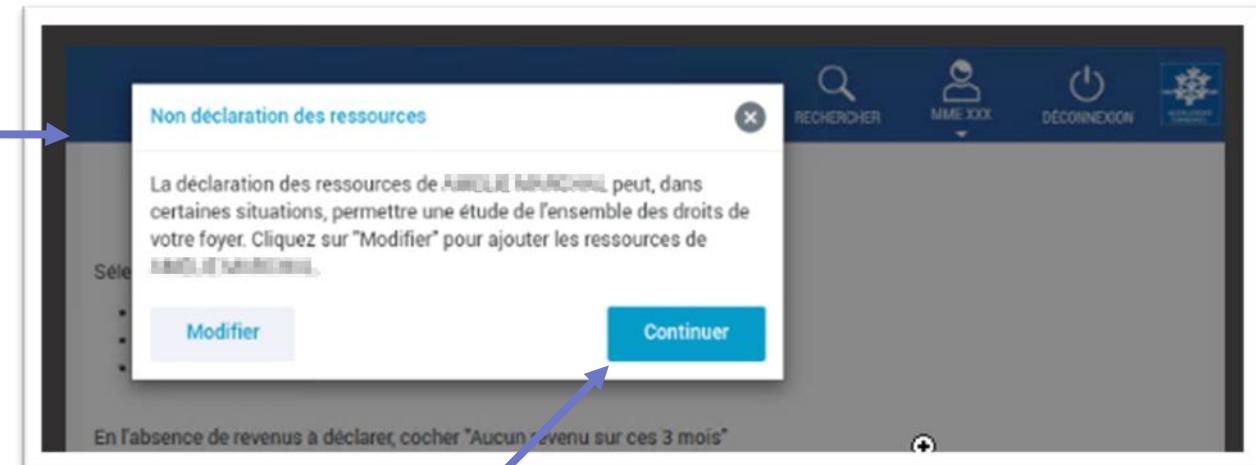 RECHERCHER
MME XXX
DÉCONNEXION
Non déclaration des ressources
La déclaration des ressources de peut, dans
certaines situations, permettre une étude de l'ensemble des droits de
votre foyer. Cliquez sur "Modifier" pour ajouter les ressources de
Séle
Modifier
Continuer
En l'absence de revenus à déclarer, cocher "Aucun revenu sur ces 3 mois"